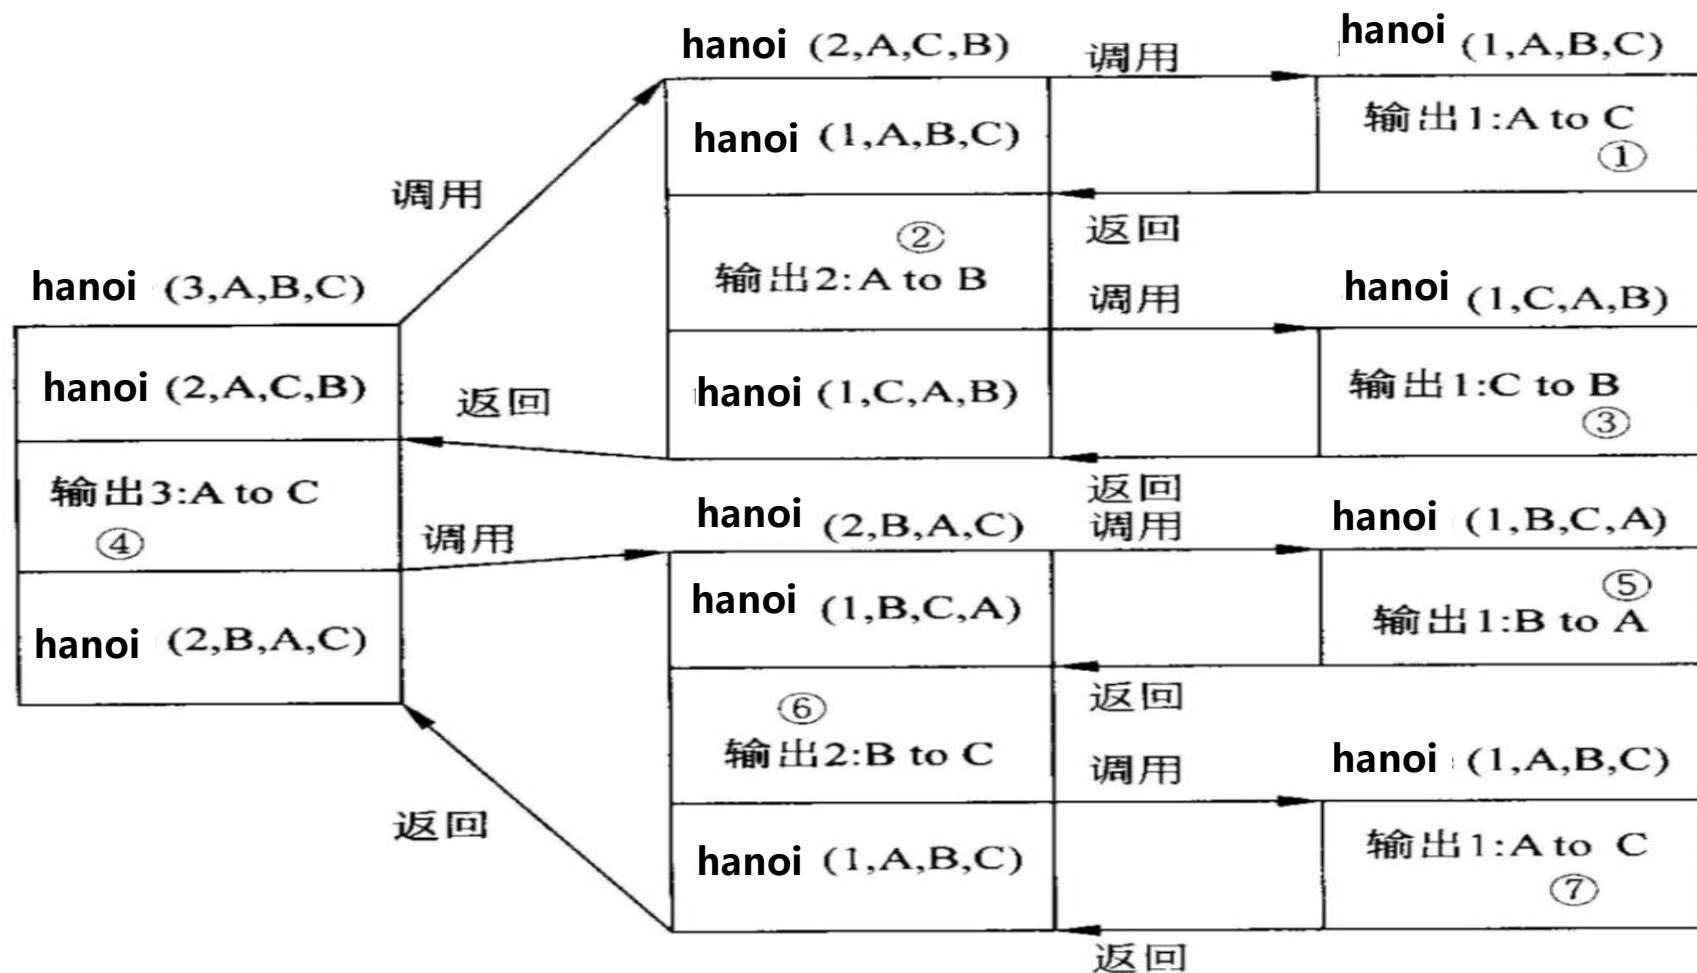 hanoi (2,A,C,B) 调用 hanoi (1,A,B,C)
hanoi (1,A,B,C) 输出1:A to C
①
调用
② 返回
输出2:A to B 调用 hanoi (1,C,A,B)
hanoi (3,A,B,C)
hanoi (2,A,C,B) 返回 hanoi (1,C,A,B) 输出1:C to B
③
输出3:A to C 返回
④ 调用 hanoi (2,B,A,C) 调用 hanoi (1,B,C,A)
hanoi (1,B,C,A) ⑤
输出1:B to A
hanoi (2,B,A,C)
⑥ 返回
输出2:B to C 调用 hanoi (1,A,B,C)
返回
hanoi (1,A,B,C) 输出1:A to C
⑦
返回